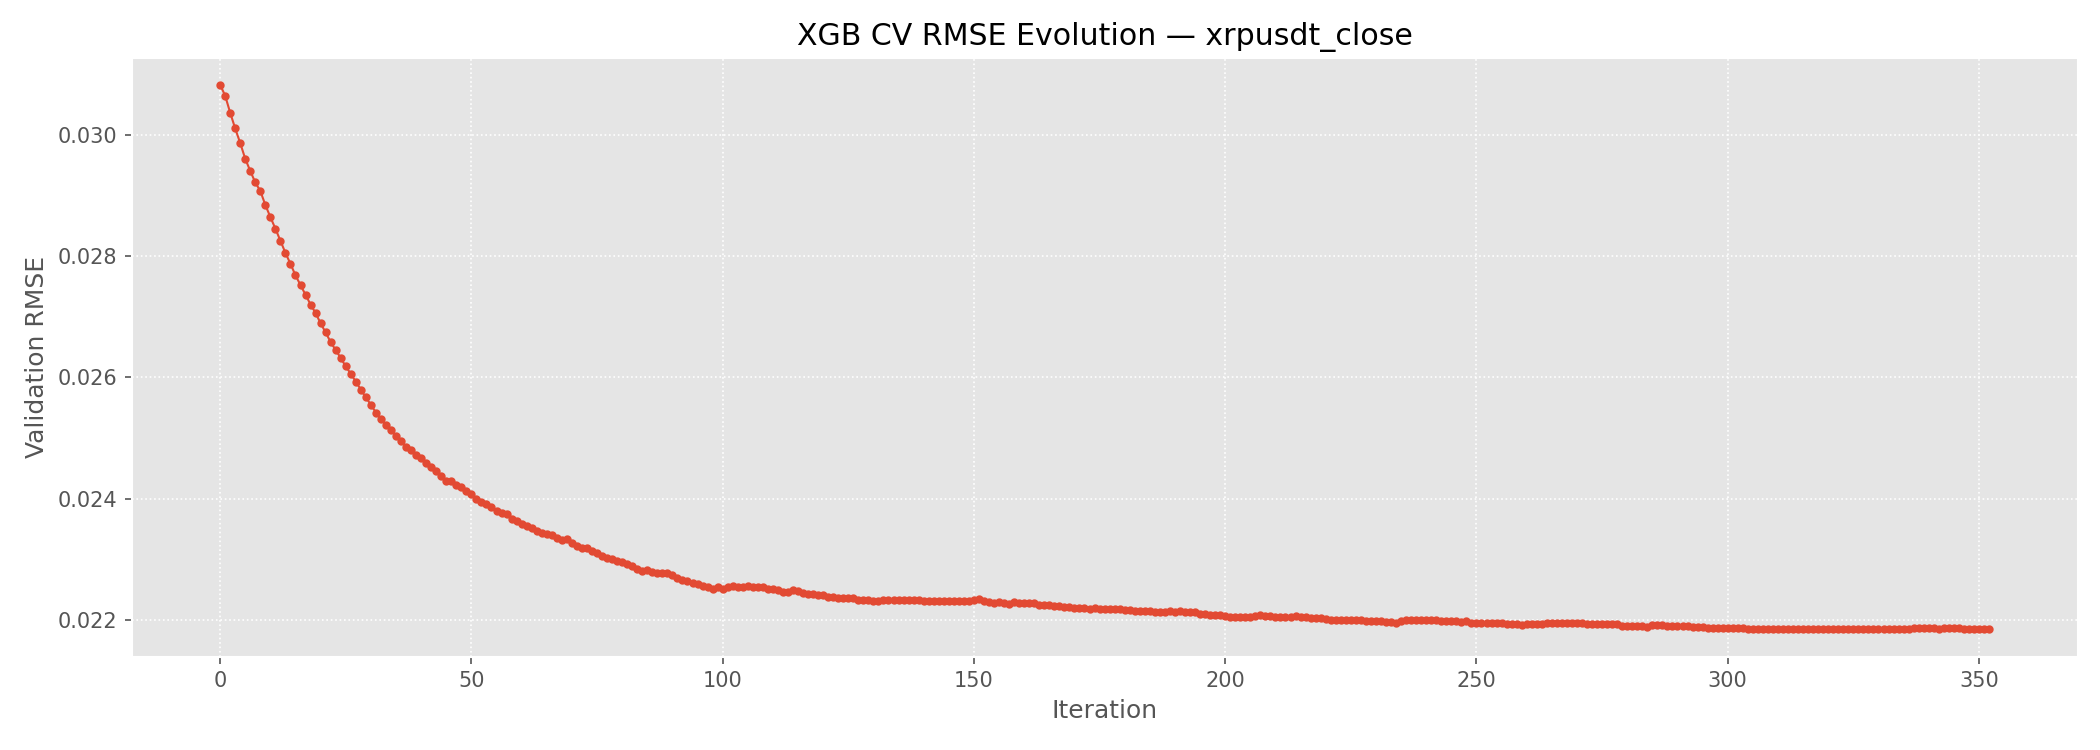 XGB CV RMSE Evolution — xrpusdt_close
Validation RMSE
0.030
0.028
0.026
0.024
0.022
0 50 100 150 200 250 300 350
Iteration